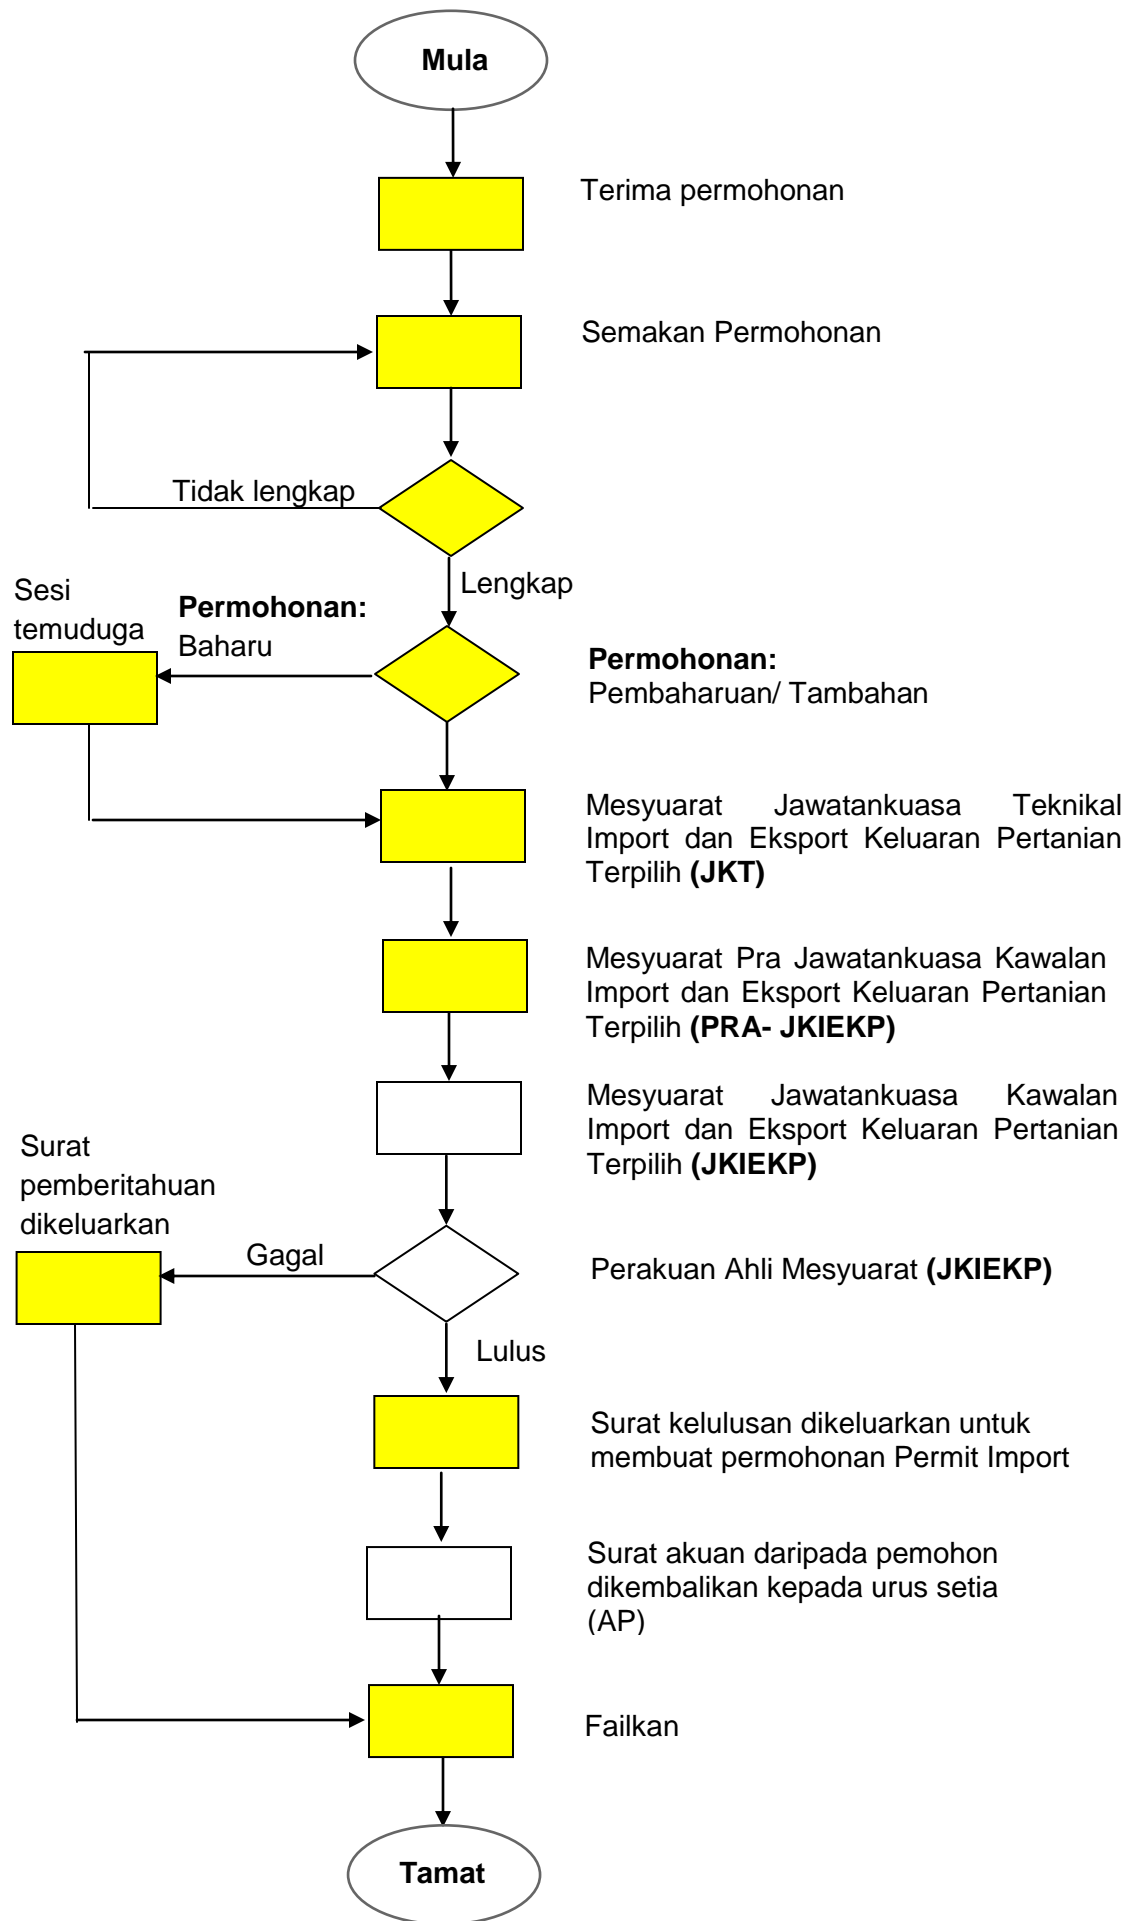 Mula
Terima permohonan
Semakan Permohonan
Tidak lengkap
Lengkap
Sesi
temuduga
Permohonan:
Baharu
Permohonan:
Pembaharuan/ Tambahan
Mesyuarat Jawatankuasa Teknikal
Import dan Eksport Keluaran Pertanian
Terpilih (JKT)
Mesyuarat Pra Jawatankuasa Kawalan
Import dan Eksport Keluaran Pertanian
Terpilih (PRA- JKIEKP)
Mesyuarat Jawatankuasa Kawalan
Import dan Eksport Keluaran Pertanian
Terpilih (JKIEKP)
Surat
pemberitahuan
dikeluarkan
Gagal
Perakuan Ahli Mesyuarat (JKIEKP)
Lulus
Surat kelulusan dikeluarkan untuk
membuat permohonan Permit Import
Surat akuan daripada pemohon
dikembalikan kepada urus setia
(AP)
Failkan
Tamat